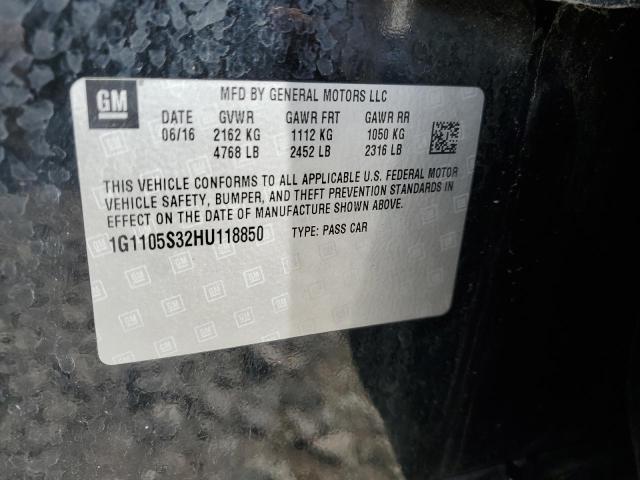 GM
MFD BY GENERAL MOTORS LLC
DATE GVWR GAWR FRT GAWR RR
06/16 2162 KG 1112 KG 1050 KG
4768 LB 2452 LB 2316 LB
THIS VEHICLE CONFORMS TO ALL APPLICABLE U.S. FEDERAL MOTOR
VEHICLE SAFETY, BUMPER, AND THEFT PREVENTION STANDARDS IN
EFFECT ON THE DATE OF MANUFACTURE SHOWN ABOVE.
1G1105S32HU118850 TYPE: PASS CAR